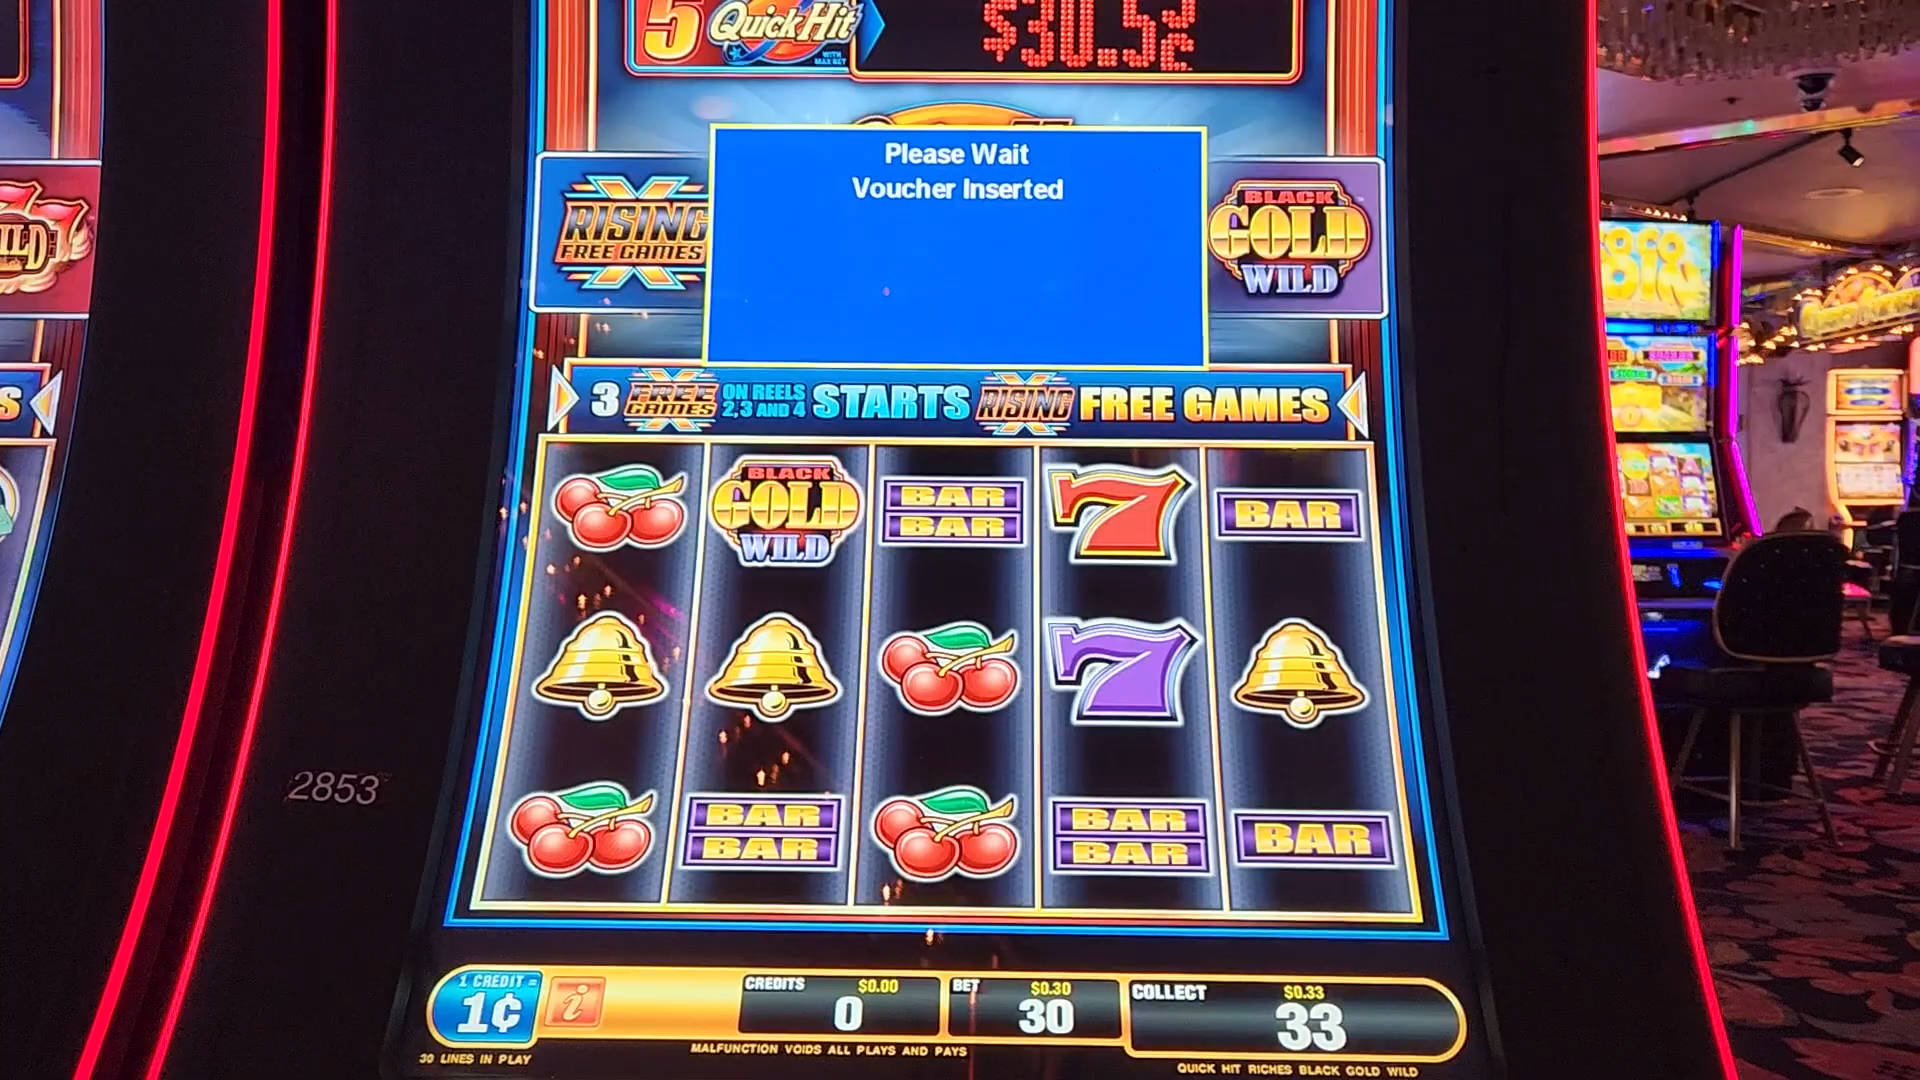 5 Quick Hit
WITH
MAX BET
$30.52
Please Wait
Voucher Inserted
RISING
FREE GAMES
BLACK
GOLD
WILD
3 FREE GAMES ON REELS 2,3 AND 4 STARTS RISING FREE GAMES
BLACK
GOLD
WILD
BAR
BAR
7
BAR
7
BAR
BAR
BAR
BAR
BAR
2853
1 CREDIT =
1¢
i
CREDITS $0.00
0
BET $0.30
30
COLLECT $0.33
33
30 LINES IN PLAY
MALFUNCTION VOIDS ALL PLAYS AND PAYS
QUICK HIT RICHES BLACK GOLD WILD